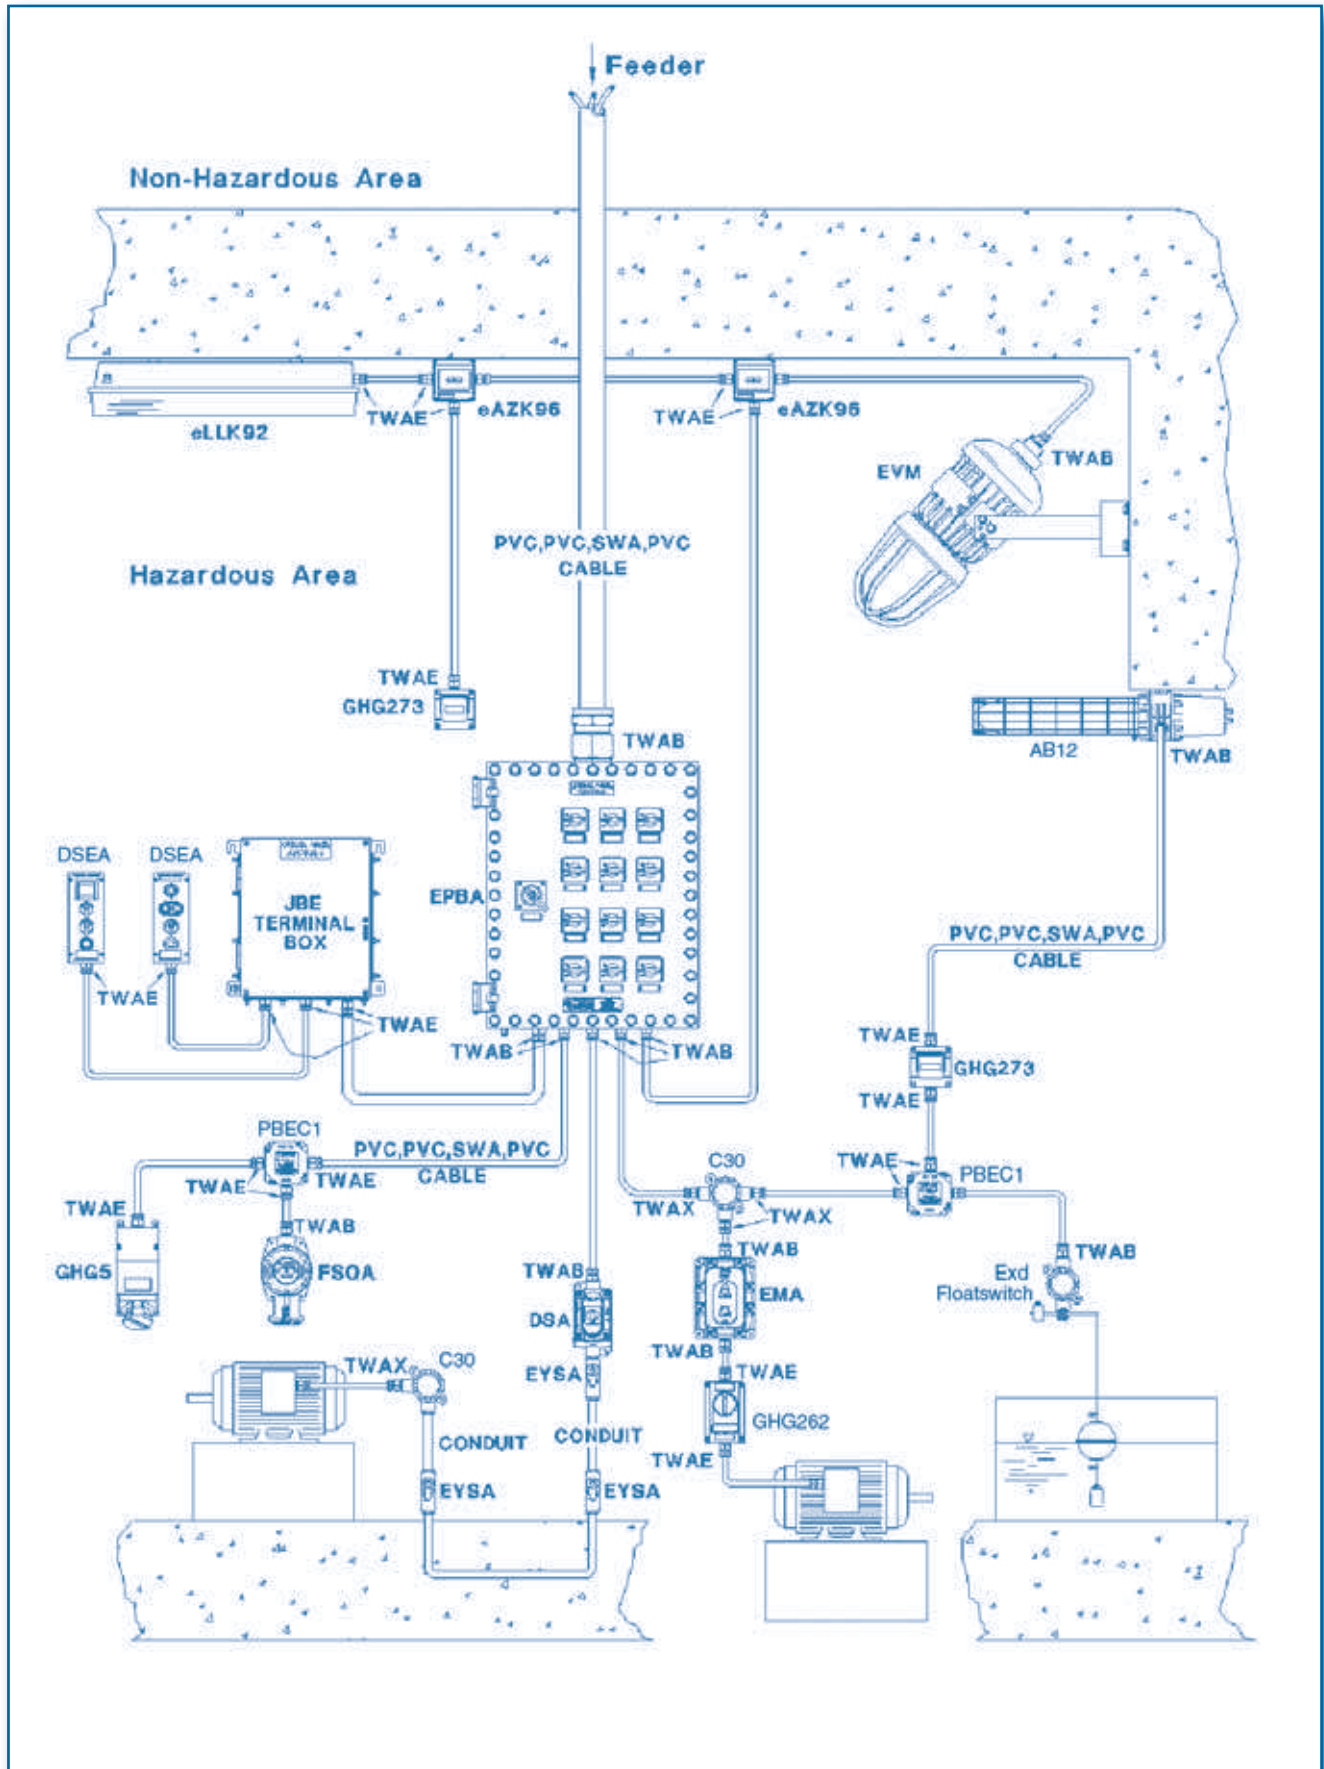 Feeder
Non-Hazardous Area
TWAE
eAZK96
TWAE
eAZK96
eLLK92
TWAB
EVM
PVC,PVC,SWA,PVC
CABLE
Hazardous Area
TWAE
GHG273
TWAB
AB12
TWAB
DSEA
DSEA
JBE
TERMINAL
BOX
EPBA
PVC,PVC,SWA,PVC
CABLE
TWAE
TWAE
TWAE
TWAB
TWAB
GHG273
TWAE
PBEC1
PVC,PVC,SWA,PVC
CABLE
C30
TWAE
PBEC1
TWAE
TWAE
TWAE
TWAX
TWAX
TWAB
TWAB
TWAB
GHG5
FSOA
TWAB
EMA
Exd
Floatswitch
DSA
TWAB
TWAX
C30
EYSA
TWAE
GHG262
CONDUIT
CONDUIT
TWAE
EYSA
EYSA